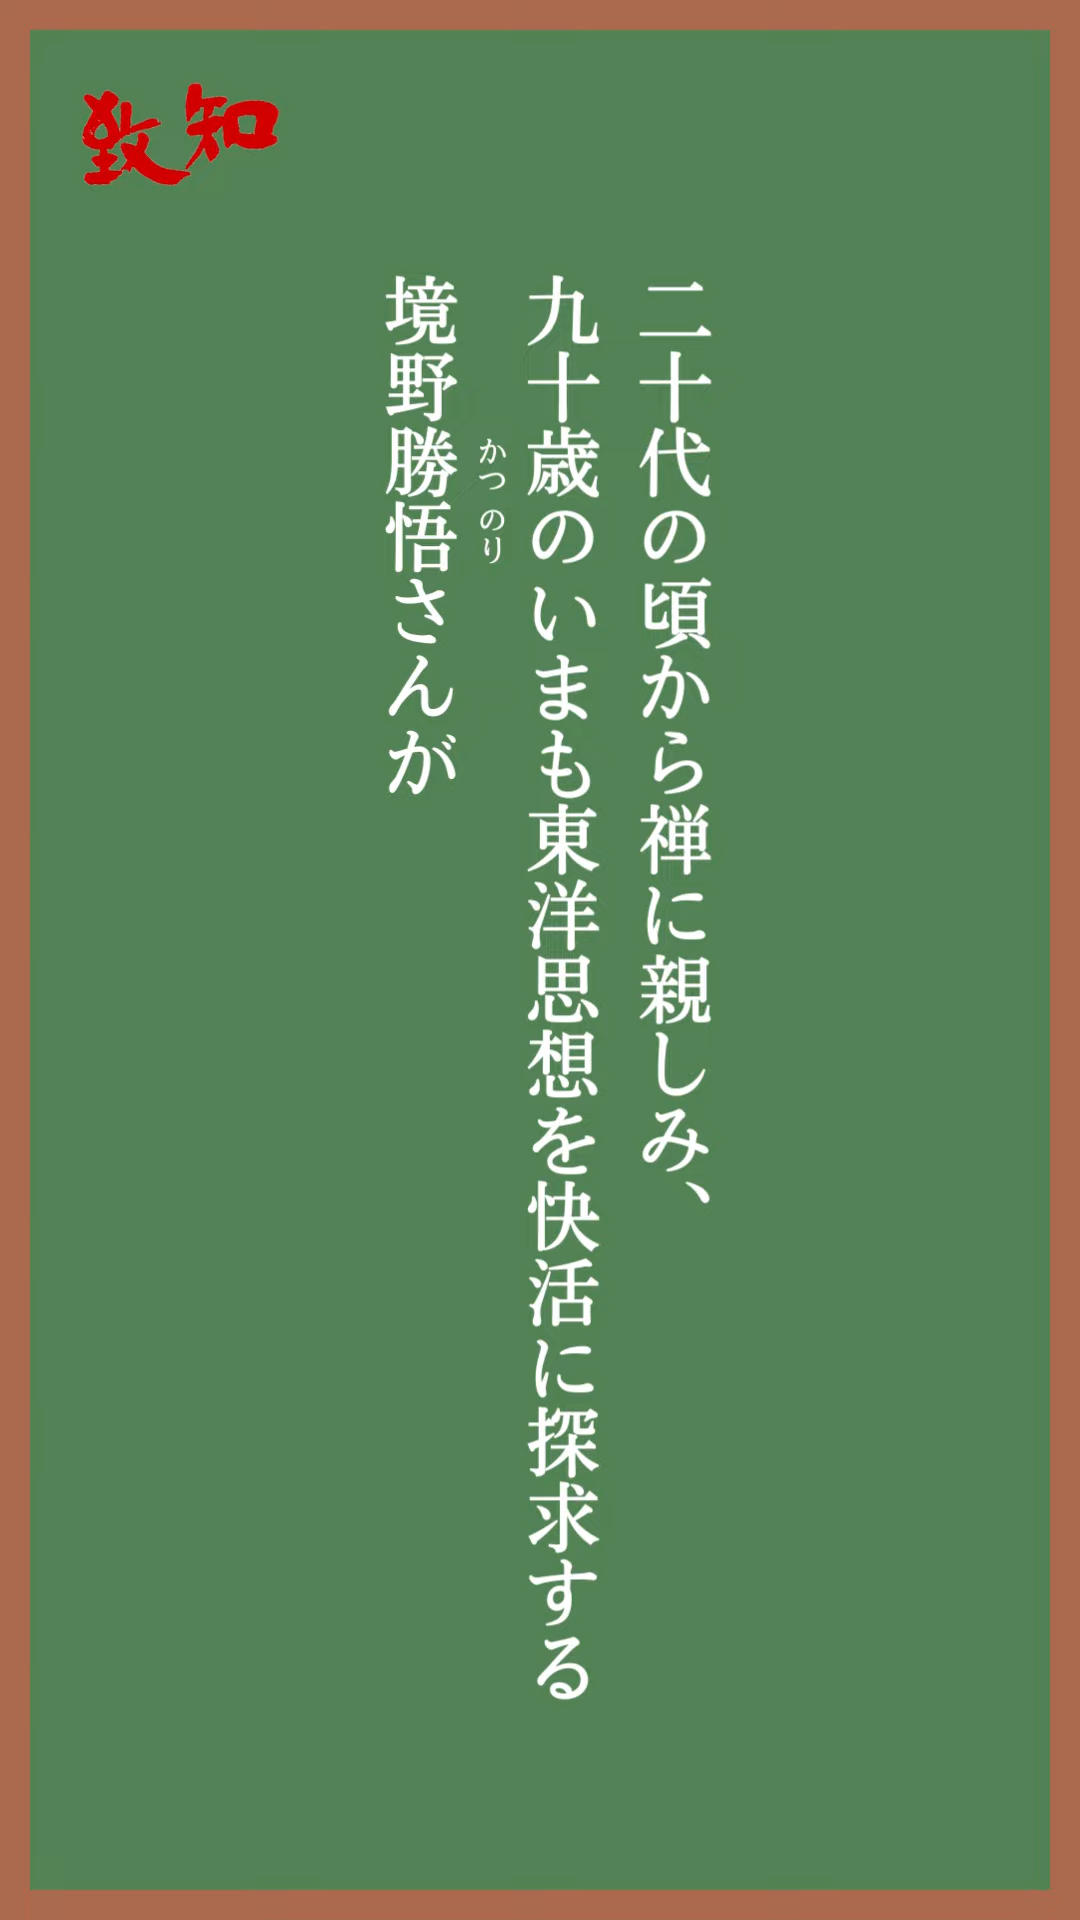 致知
二十代の頃から禅に親しみ、
九十歳のいまも東洋思想を快活に探求する
かつのり
境野勝悟さんが